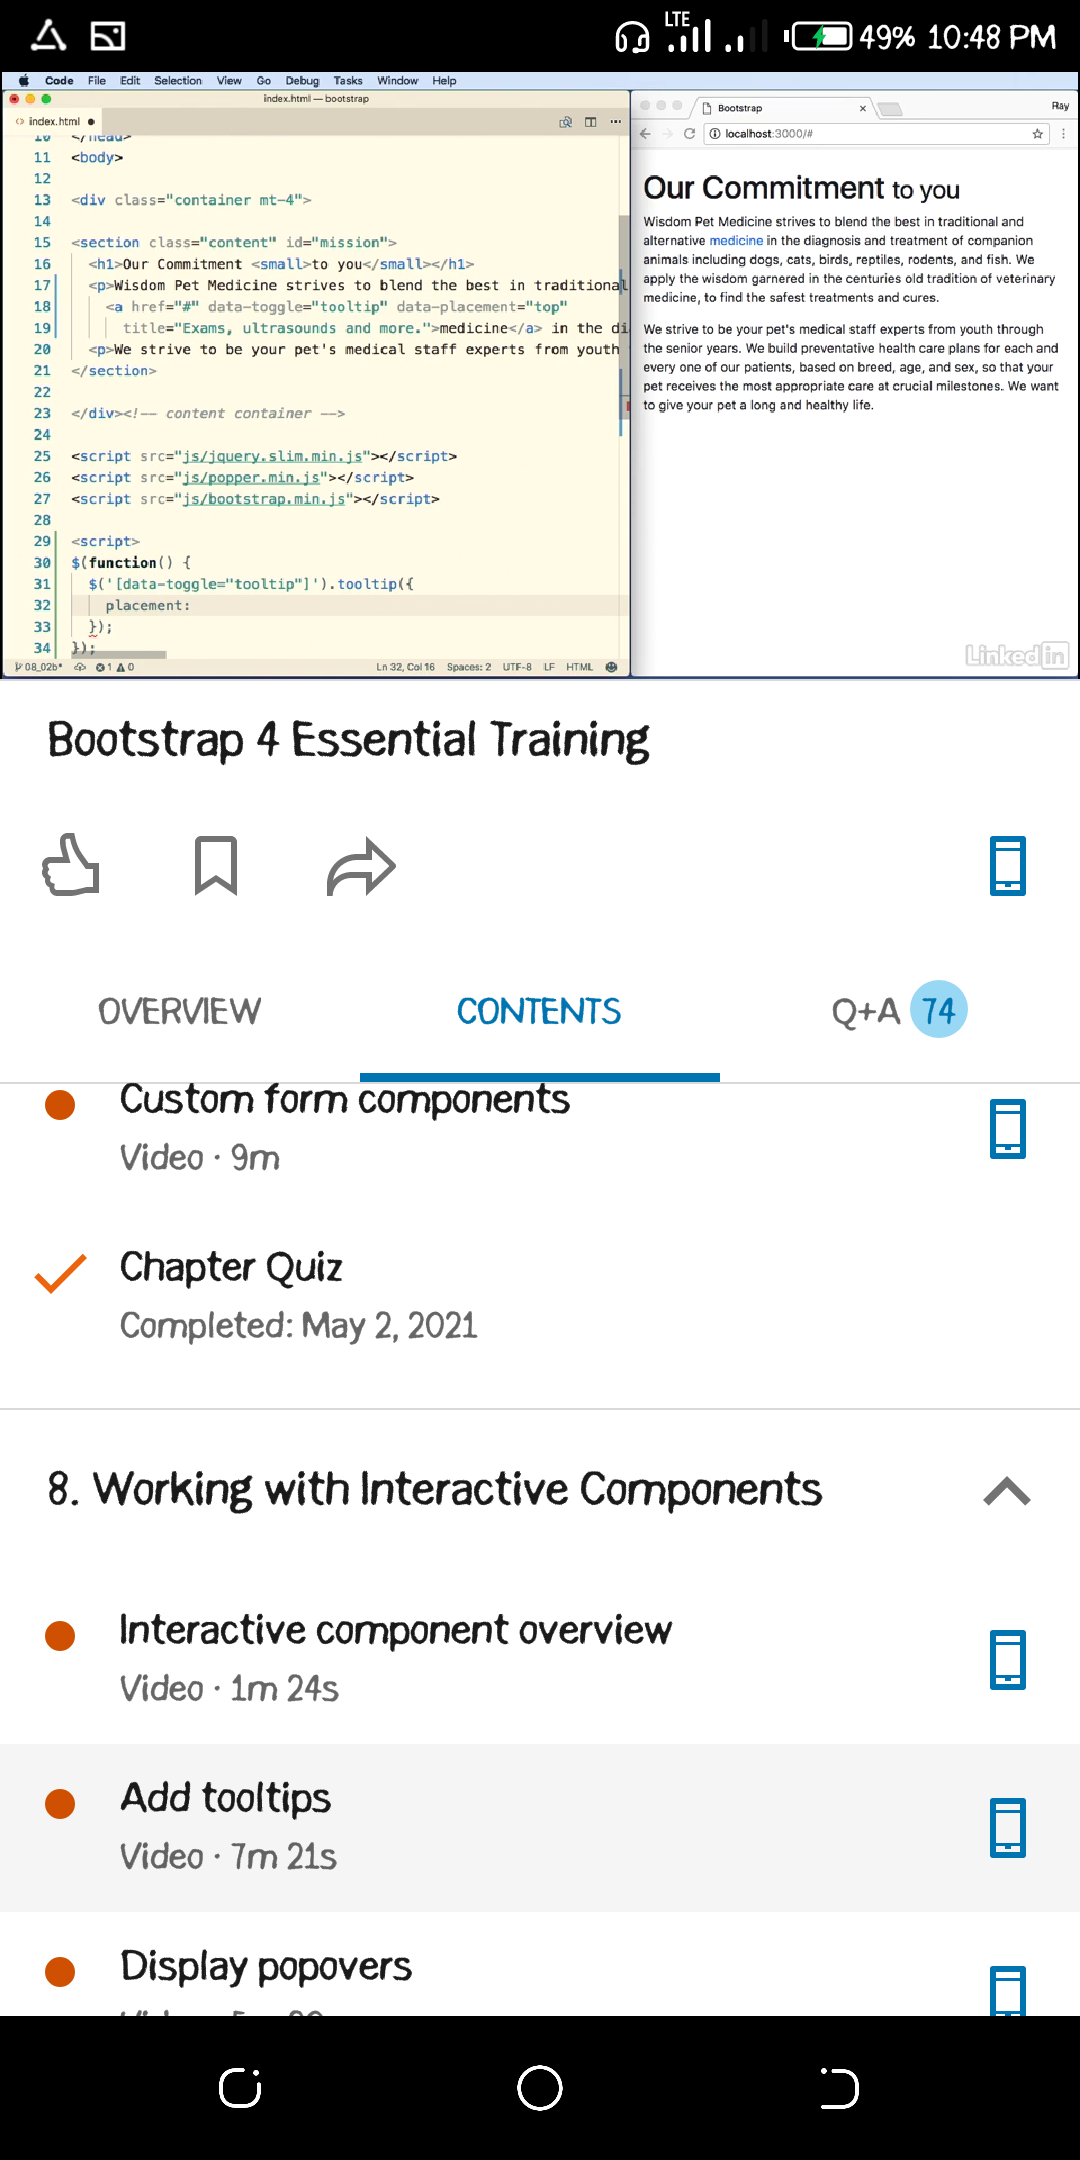 LTE 49% 10:48 PM
Code File Edit Selection View Go Debug Tasks Window Help
index.html — bootstrap
<> index.html
10 </head>
11 <body>
12
13 <div class="container mt-4">
14
15 <section class="content" id="mission">
16 <h1>Our Commitment <small>to you</small></h1>
17 <p>Wisdom Pet Medicine strives to blend the best in traditional
18 <a href="#" data-toggle="tooltip" data-placement="top"
19 title="Exams, ultrasounds and more.">medicine</a> in the di
20 <p>We strive to be your pet's medical staff experts from youth
21 </section>
22
23 </div><!-- content container -->
24
25 <script src="js/jquery.slim.min.js"></script>
26 <script src="js/popper.min.js"></script>
27 <script src="js/bootstrap.min.js"></script>
28
29 <script>
30 $(function() {
31 $('[data-toggle="tooltip"]').tooltip({
32 placement:
33 });
34 });
08_02b* 1 0 Ln 32, Col 16 Spaces: 2 UTF-8 LF HTML
Bootstrap Ray
localhost:3000/#
Our Commitment to you
Wisdom Pet Medicine strives to blend the best in traditional and
alternative medicine in the diagnosis and treatment of companion
animals including dogs, cats, birds, reptiles, rodents, and fish. We
apply the wisdom garnered in the centuries old tradition of veterinary
medicine, to find the safest treatments and cures.
We strive to be your pet's medical staff experts from youth through
the senior years. We build preventative health care plans for each and
every one of our patients, based on breed, age, and sex, so that your
pet receives the most appropriate care at crucial milestones. We want
to give your pet a long and healthy life.
Linked in
Bootstrap 4 Essential Training
OVERVIEW CONTENTS Q+A 74
Custom form components
Video · 9m
Chapter Quiz
Completed: May 2, 2021
8. Working with Interactive Components
Interactive component overview
Video · 1m 24s
Add tooltips
Video · 7m 21s
Display popovers